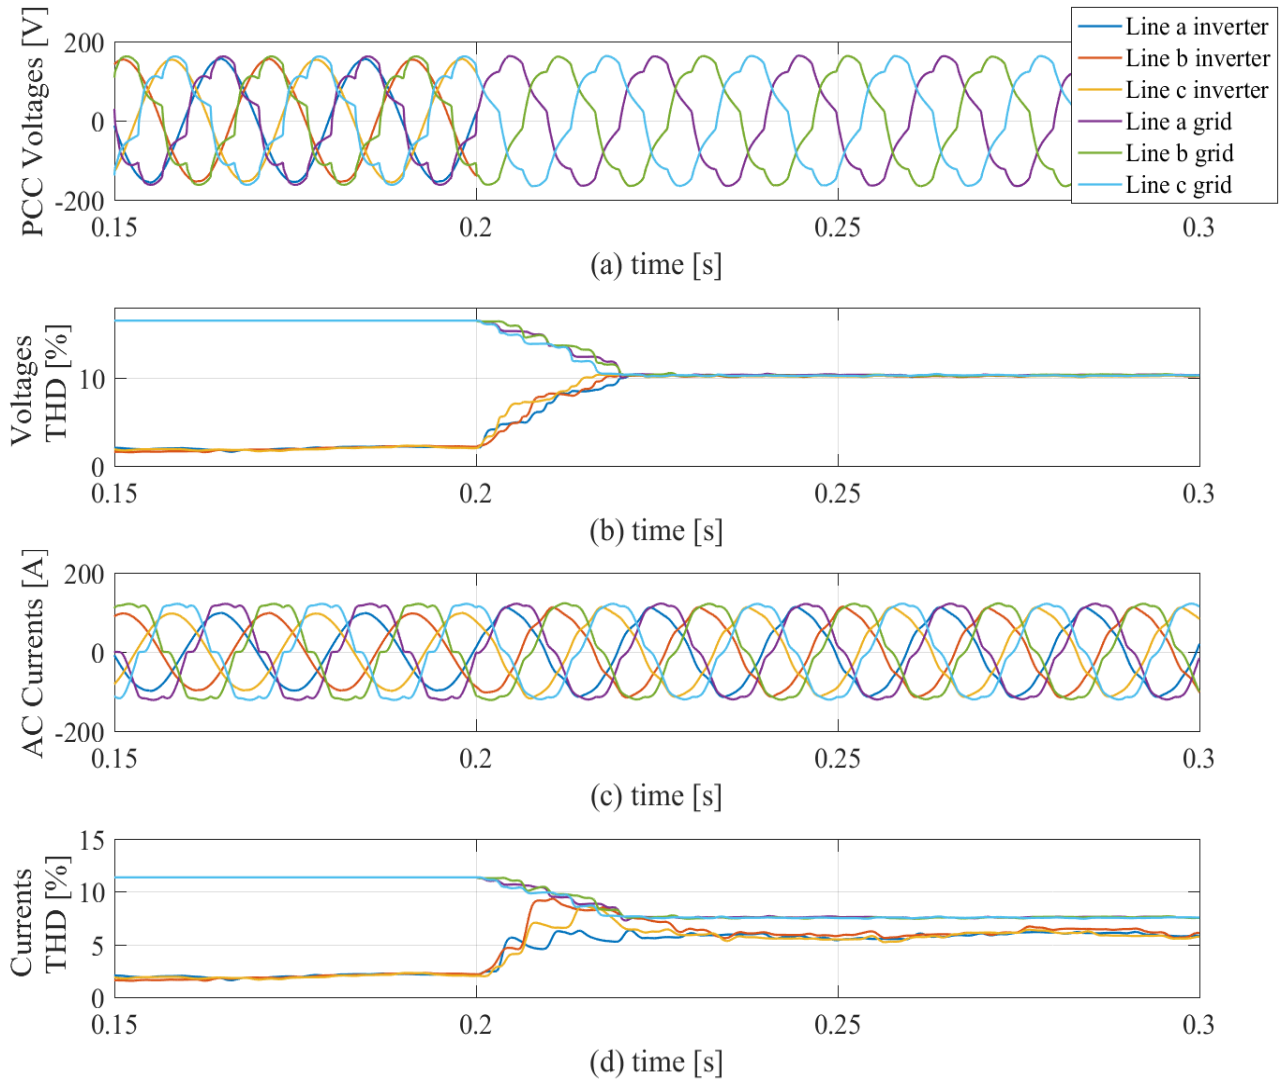 PCC Voltages [V]
200
0
-200
0.15
0.2
0.25
0.3
(a) time [s]
Line a inverter
Line b inverter
Line c inverter
Line a grid
Line b grid
Line c grid
Voltages
THD [%]
10
0
0.15
0.2
0.25
0.3
(b) time [s]
AC Currents [A]
200
0
-200
0.15
0.2
0.25
0.3
(c) time [s]
Currents
THD [%]
15
10
5
0
0.15
0.2
0.25
0.3
(d) time [s]